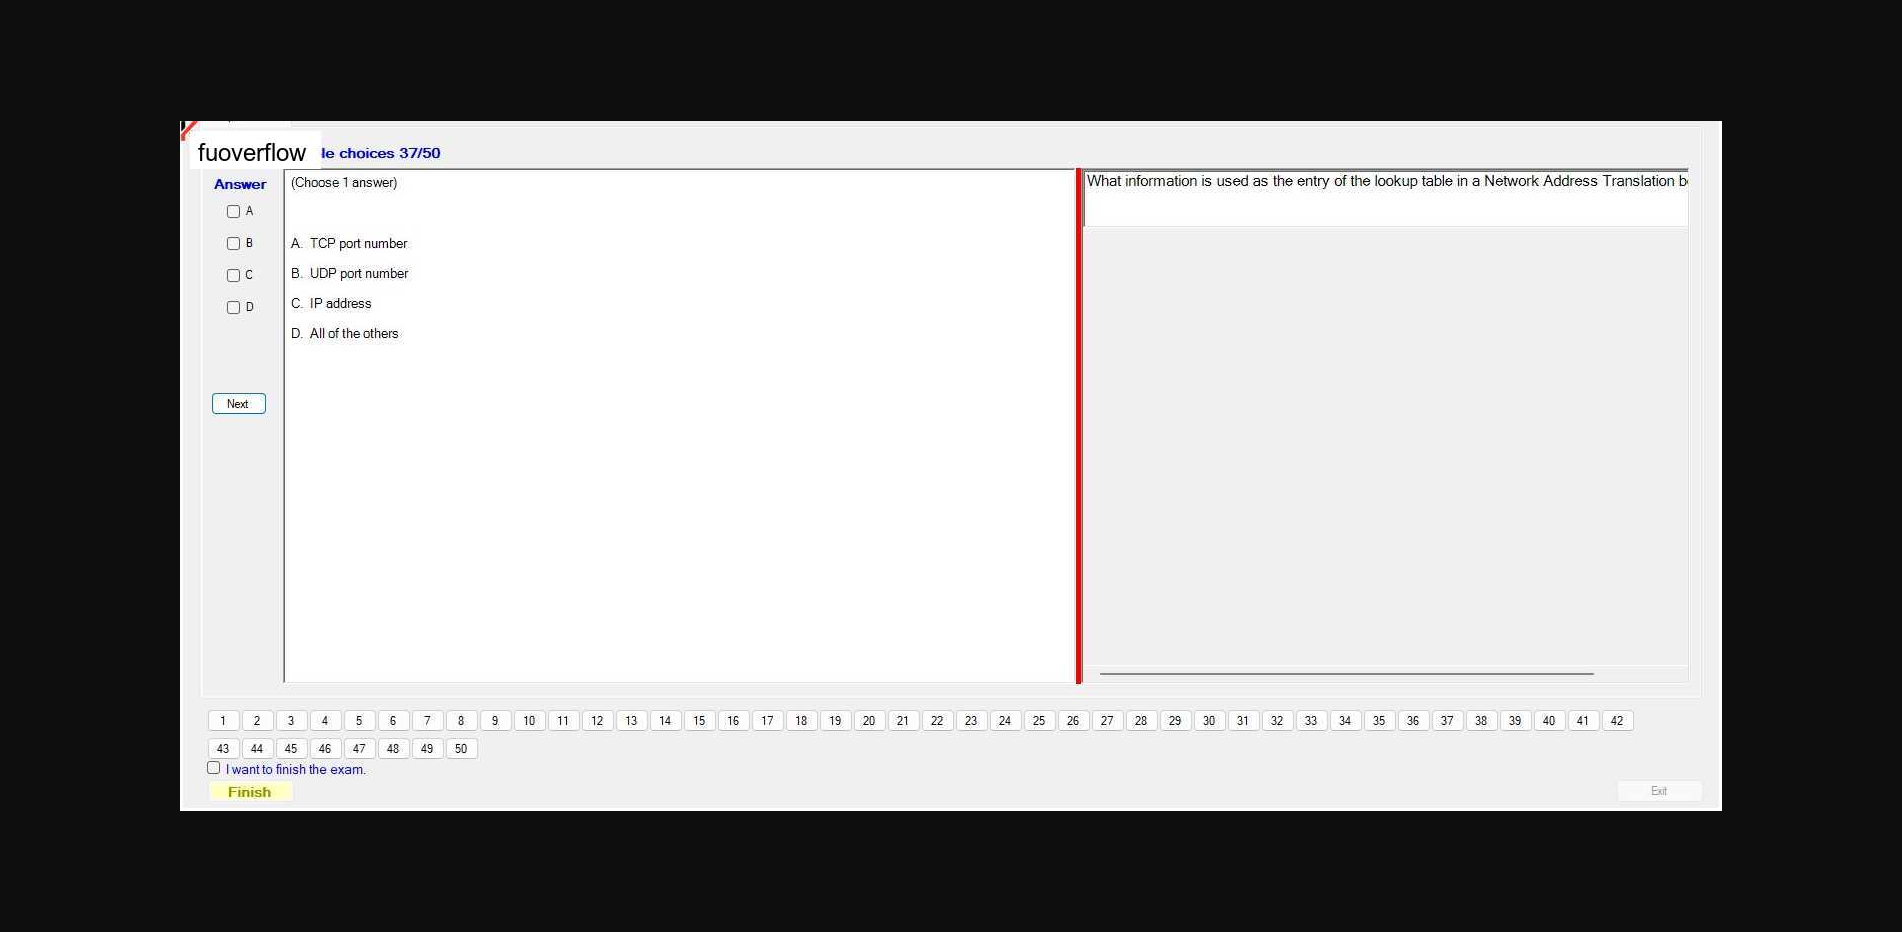 fuoverflow
le choices 37/50
Answer
A
B
C
D
Next
(Choose 1 answer)
A. TCP port number
B. UDP port number
C. IP address
D. All of the others
What information is used as the entry of the lookup table in a Network Address Translation
1 2 3 4 5 6 7 8 9 10 11 12 13 14 15 16 17 18 19 20 21 22 23 24 25 26 27 28 29 30 31 32 33 34 35 36 37 38 39 40 41 42
43 44 45 46 47 48 49 50
I want to finish the exam.
Finish
Exit